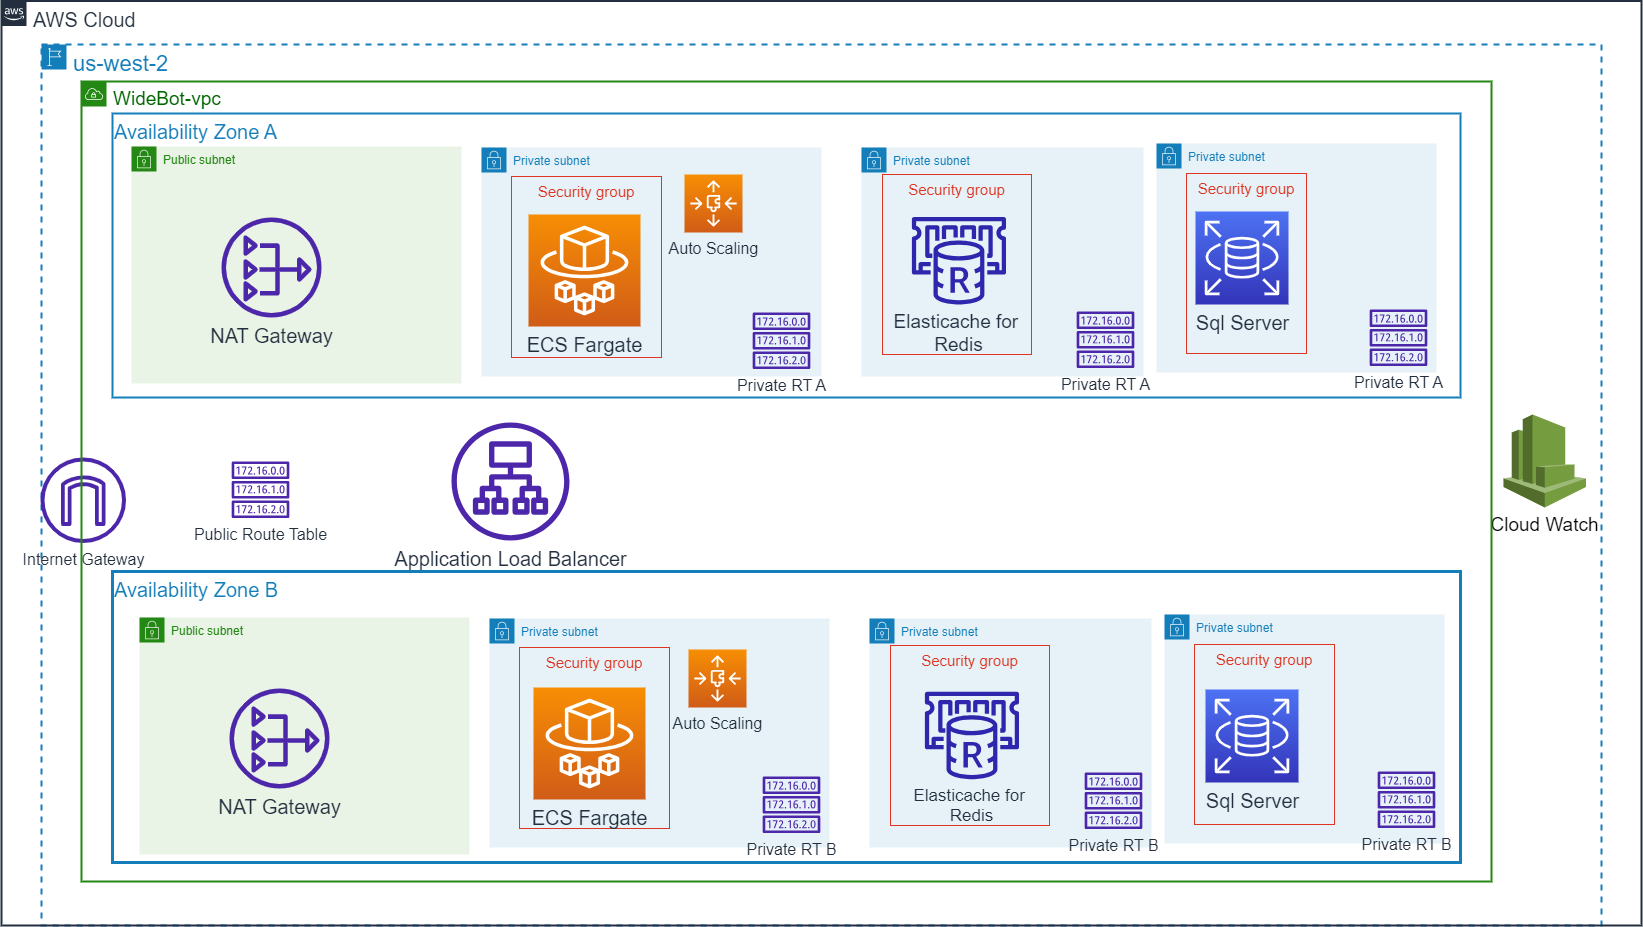 aws
AWS Cloud
us-west-2
WideBot-vpc
Availability Zone A
Public subnet
NAT Gateway
Private subnet
Security group
ECS Fargate
Auto Scaling
172.16.0.0
172.16.1.0
172.16.2.0
Private RT A
Private subnet
Security group
R
Elasticache for
Redis
172.16.0.0
172.16.1.0
172.16.2.0
Private RT A
Private subnet
Security group
Sql Server
172.16.0.0
172.16.1.0
172.16.2.0
Private RT A
Internet Gateway
172.16.0.0
172.16.1.0
172.16.2.0
Public Route Table
Application Load Balancer
Cloud Watch
Availability Zone B
Public subnet
NAT Gateway
Private subnet
Security group
ECS Fargate
Auto Scaling
172.16.0.0
172.16.1.0
172.16.2.0
Private RT B
Private subnet
Security group
R
Elasticache for
Redis
172.16.0.0
172.16.1.0
172.16.2.0
Private RT B
Private subnet
Security group
Sql Server
172.16.0.0
172.16.1.0
172.16.2.0
Private RT B